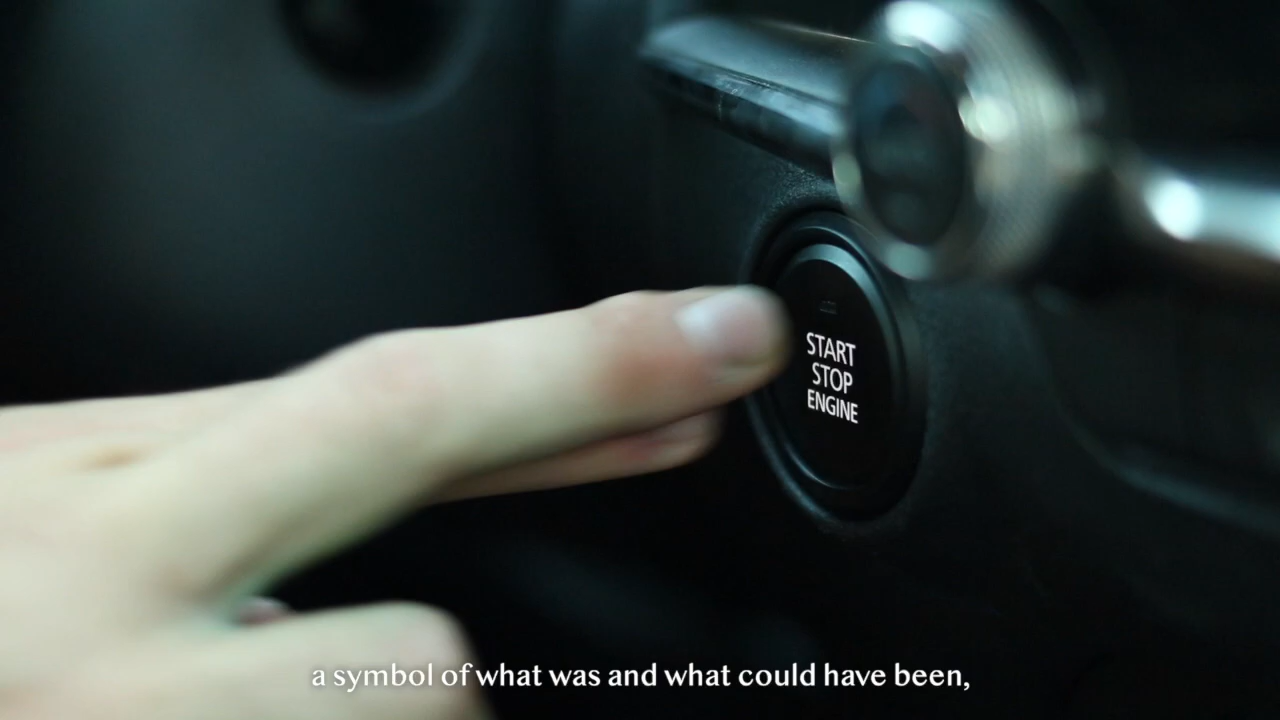 START
STOP
ENGINE
a symbol of what was and what could have been,